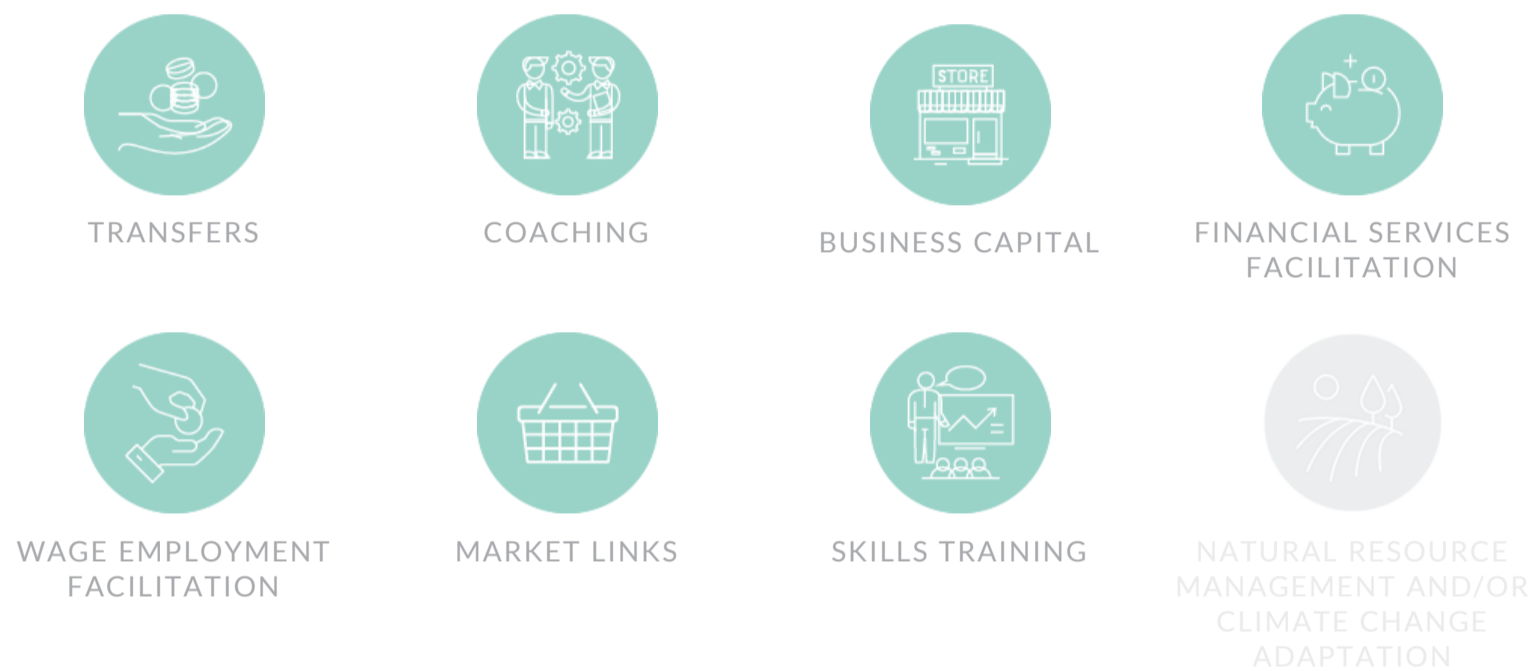 TRANSFERS
COACHING
STORE
BUSINESS CAPITAL
FINANCIAL SERVICES
FACILITATION
WAGE EMPLOYMENT
FACILITATION
MARKET LINKS
SKILLS TRAINING
NATURAL RESOURCE
MANAGEMENT AND/OR
CLIMATE CHANGE
ADAPTATION